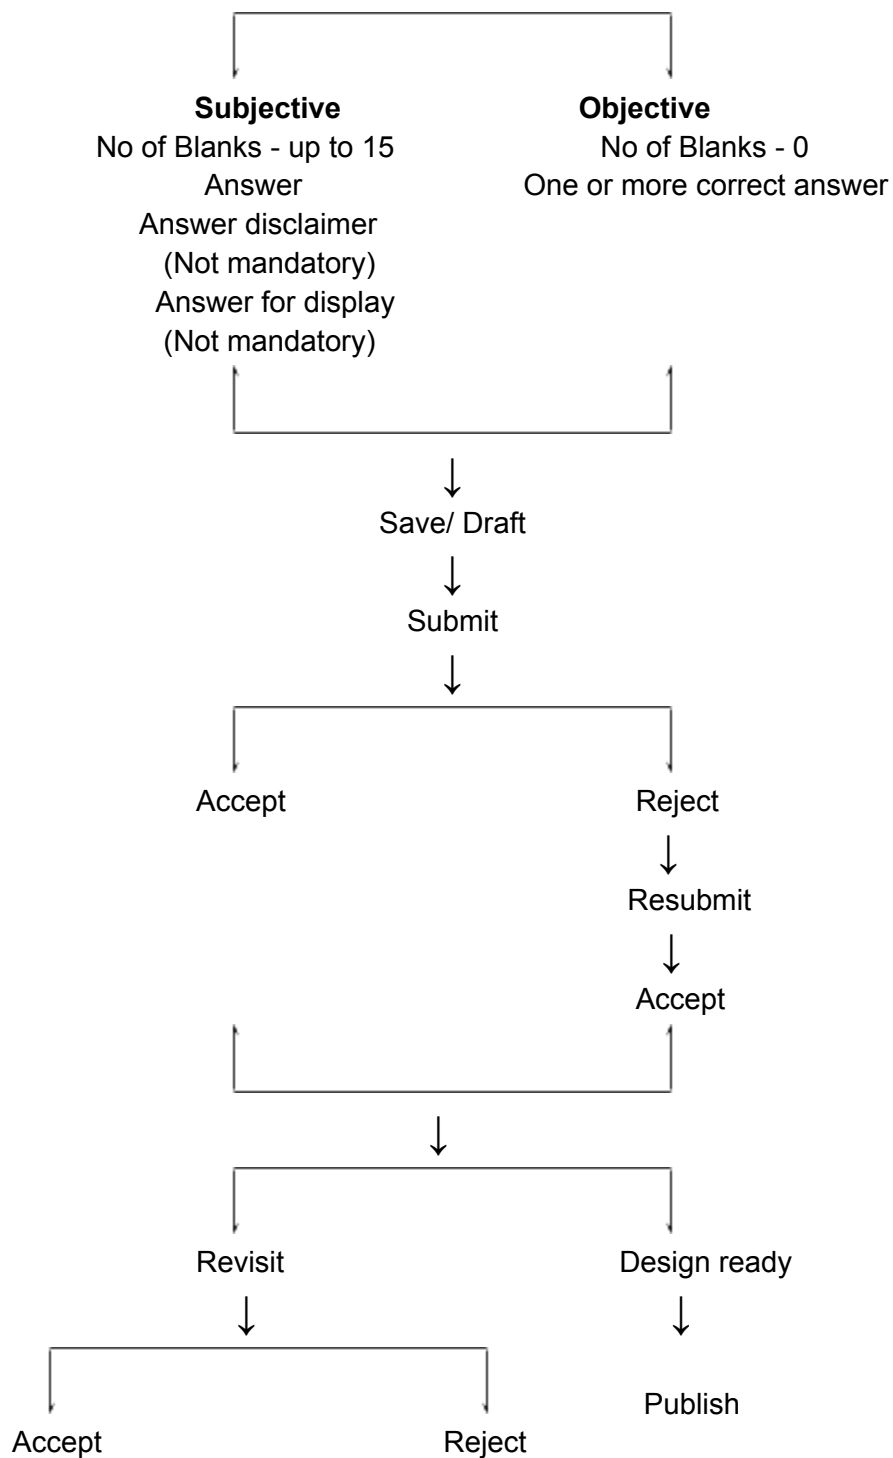 Subjective
Objective
No of Blanks - up to 15
No of Blanks - 0
Answer
One or more correct answer
Answer disclaimer
(Not mandatory)
Answer for display
(Not mandatory)
Save/ Draft
Submit
Accept
Reject
Resubmit
Accept
Revisit
Design ready
Publish
Accept
Reject